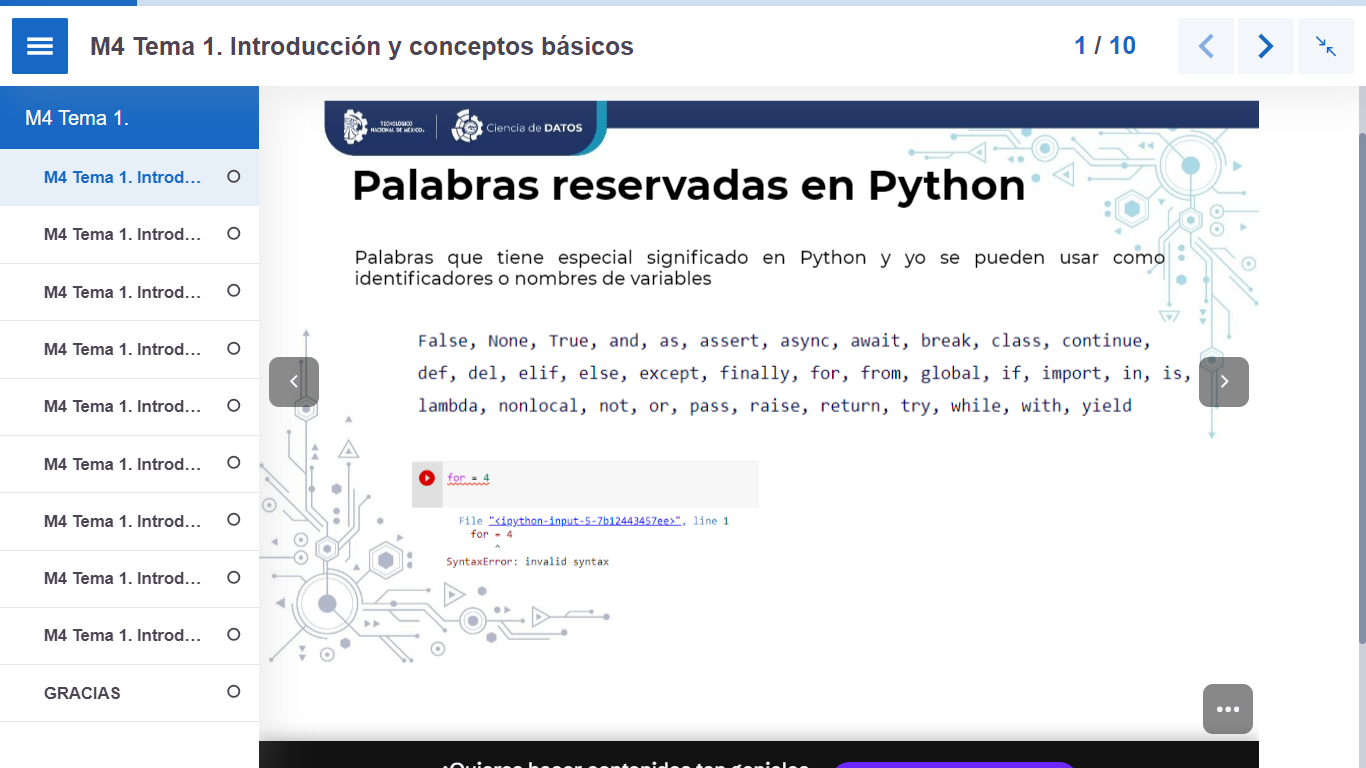 M4 Tema 1. Introducción y conceptos básicos
1 / 10
M4 Tema 1.
M4 Tema 1. Introd...
M4 Tema 1. Introd...
M4 Tema 1. Introd...
M4 Tema 1. Introd...
M4 Tema 1. Introd...
M4 Tema 1. Introd...
M4 Tema 1. Introd...
M4 Tema 1. Introd...
M4 Tema 1. Introd...
GRACIAS
TECNOLÓGICO
NACIONAL DE MÉXICO
Ciencia de DATOS
Palabras reservadas en Python
Palabras que tiene especial significado en Python y yo se pueden usar como
identificadores o nombres de variables
False, None, True, and, as, assert, async, await, break, class, continue,
def, del, elif, else, except, finally, for, from, global, if, import, in, is,
lambda, nonlocal, not, or, pass, raise, return, try, while, with, yield
for = 4
File "<ipython-input-5-7b12443457ee>", line 1
for = 4
^
SyntaxError: invalid syntax